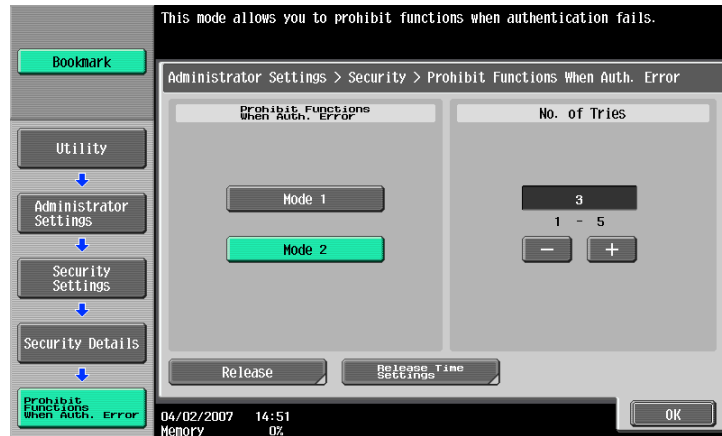 This mode allows you to prohibit functions when authentication fails.
Bookmark
Administrator Settings > Security > Prohibit Functions When Auth. Error
Prohibit Functions
When Auth. Error
No. of Tries
Utility
Administrator
Settings
Security
Settings
Security Details
Prohibit
Functions
When Auth. Error
Mode 1
Mode 2
3
1 - 5
- +
Release
Release Time
Settings
04/02/2007 14:51
Memory 0%
OK